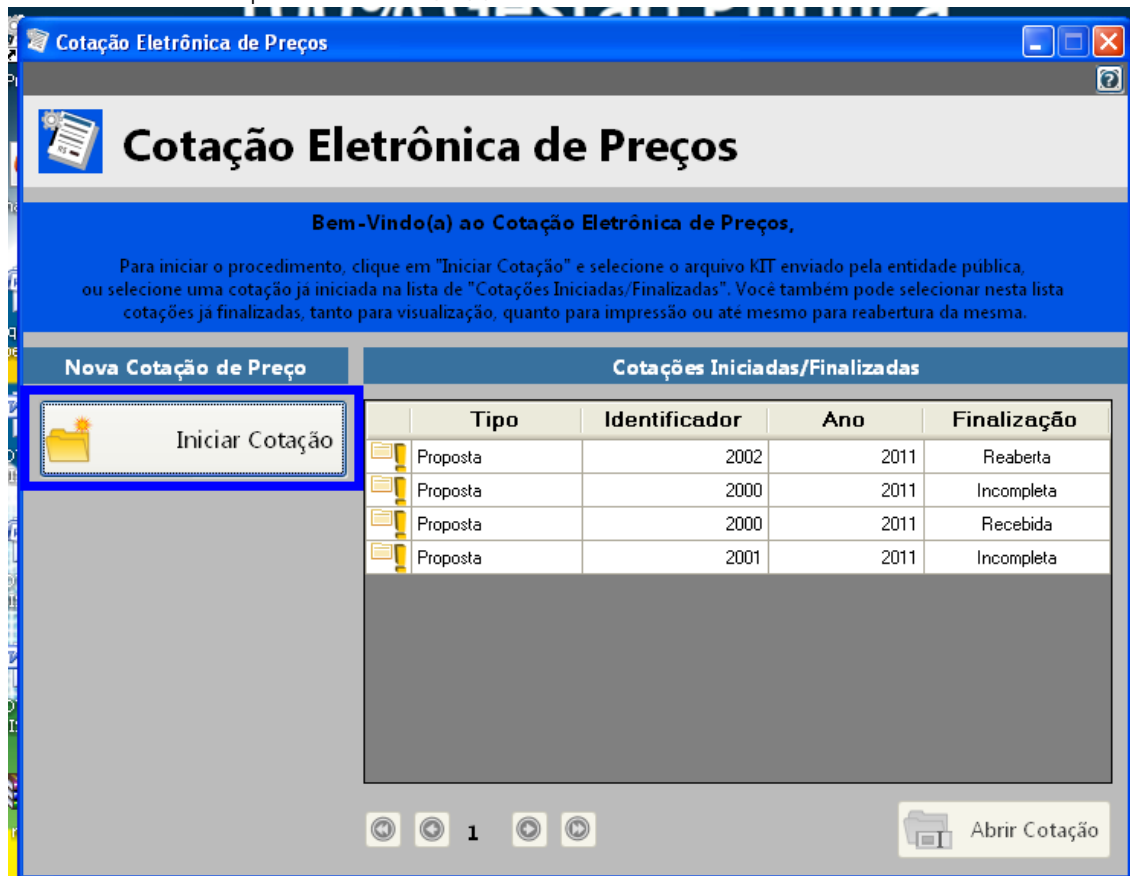 100% Gestão Pública
Cotação Eletrônica de Preços
Cotação Eletrônica de Preços
Bem-Vindo(a) ao Cotação Eletrônica de Preços,
Para iniciar o procedimento, clique em "Iniciar Cotação" e selecione o arquivo KIT enviado pela entidade pública,
ou selecione uma cotação já iniciada na lista de "Cotações Iniciadas/Finalizadas". Você também pode selecionar nesta lista
cotações já finalizadas, tanto para visualização, quanto para impressão ou até mesmo para reabertura da mesma.
Nova Cotação de Preço
Cotações Iniciadas/Finalizadas
Iniciar Cotação
Tipo Identificador Ano Finalização
Proposta 2002 2011 Reaberta
Proposta 2000 2011 Incompleta
Proposta 2000 2011 Recebida
Proposta 2001 2011 Incompleta
1
Abrir Cotação